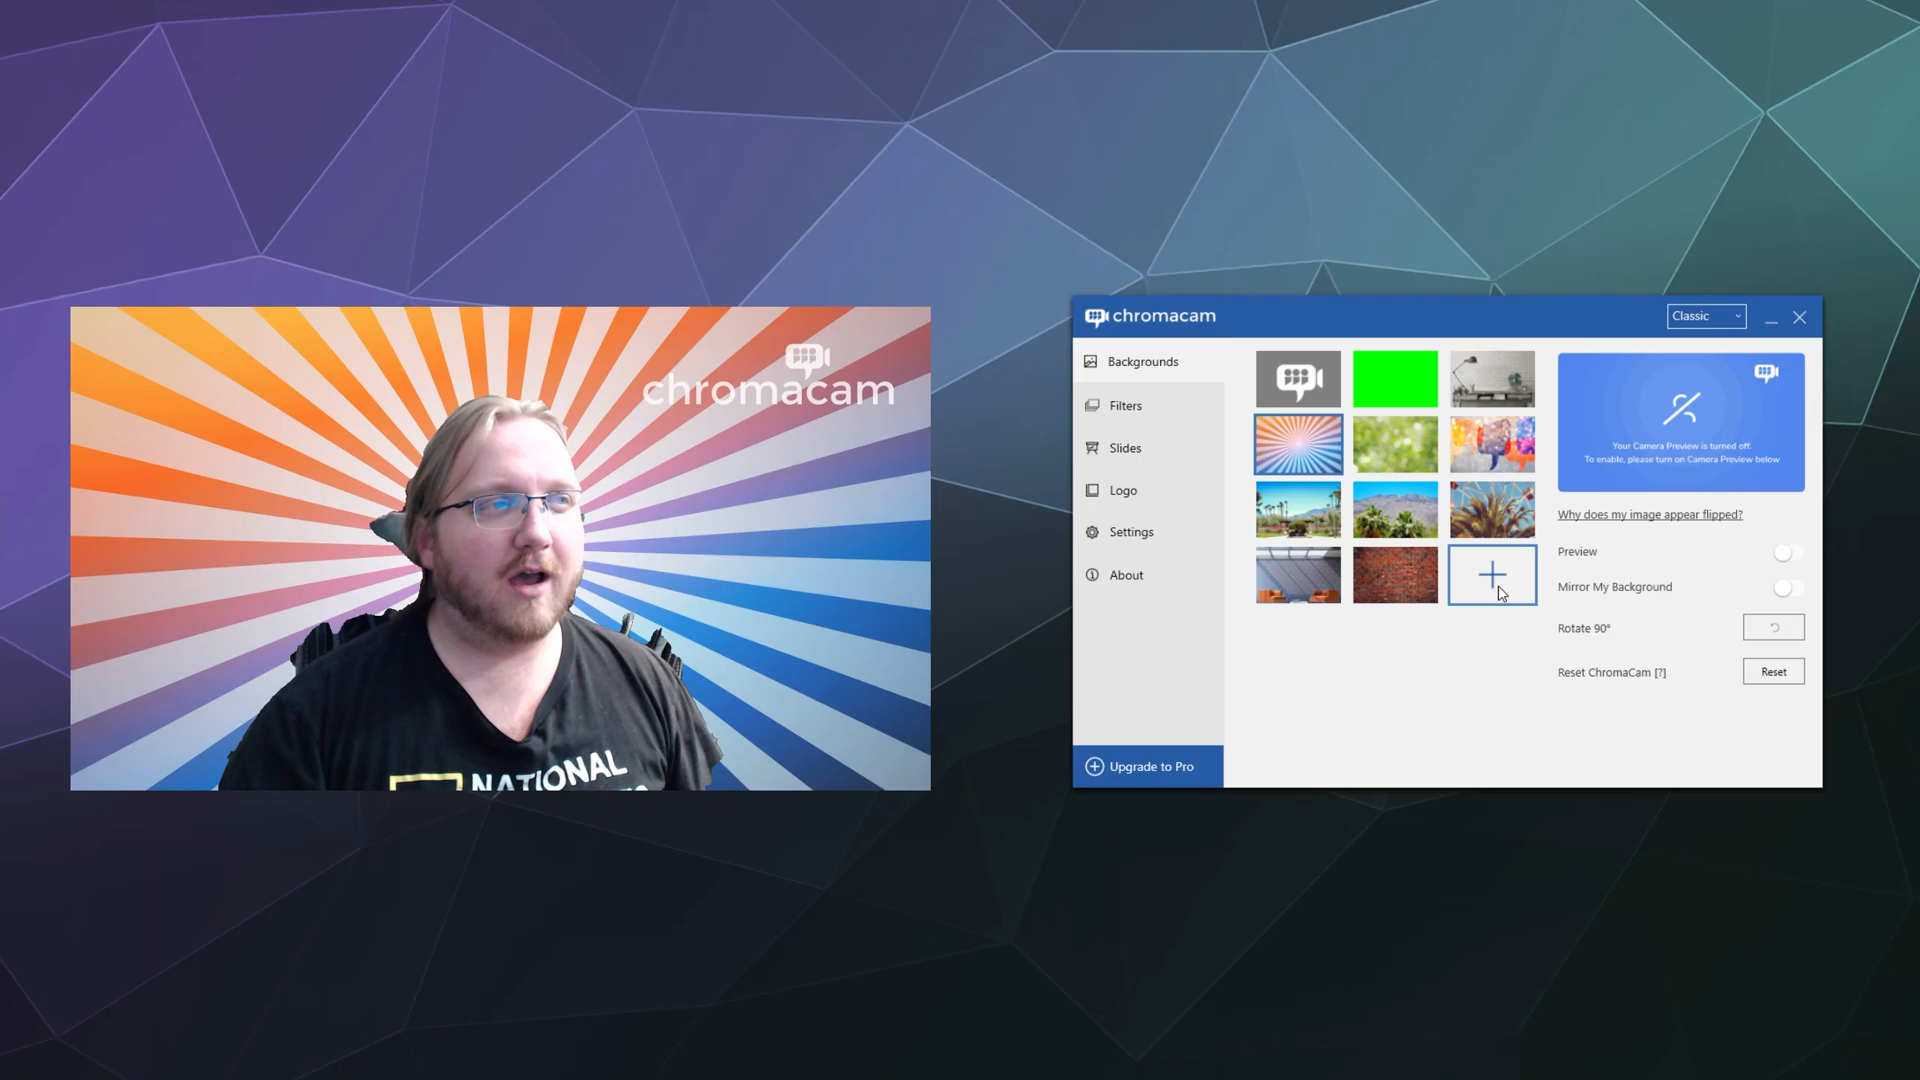 chromacam
NATIONAL
chromacam
Classic
Backgrounds
Filters
Slides
Logo
Settings
About
Upgrade to Pro
Your Camera Preview is turned off.
To enable, please turn on Camera Preview below
Why does my image appear flipped?
Preview
Mirror My Background
Rotate 90°
Reset ChromaCam [?]
Reset